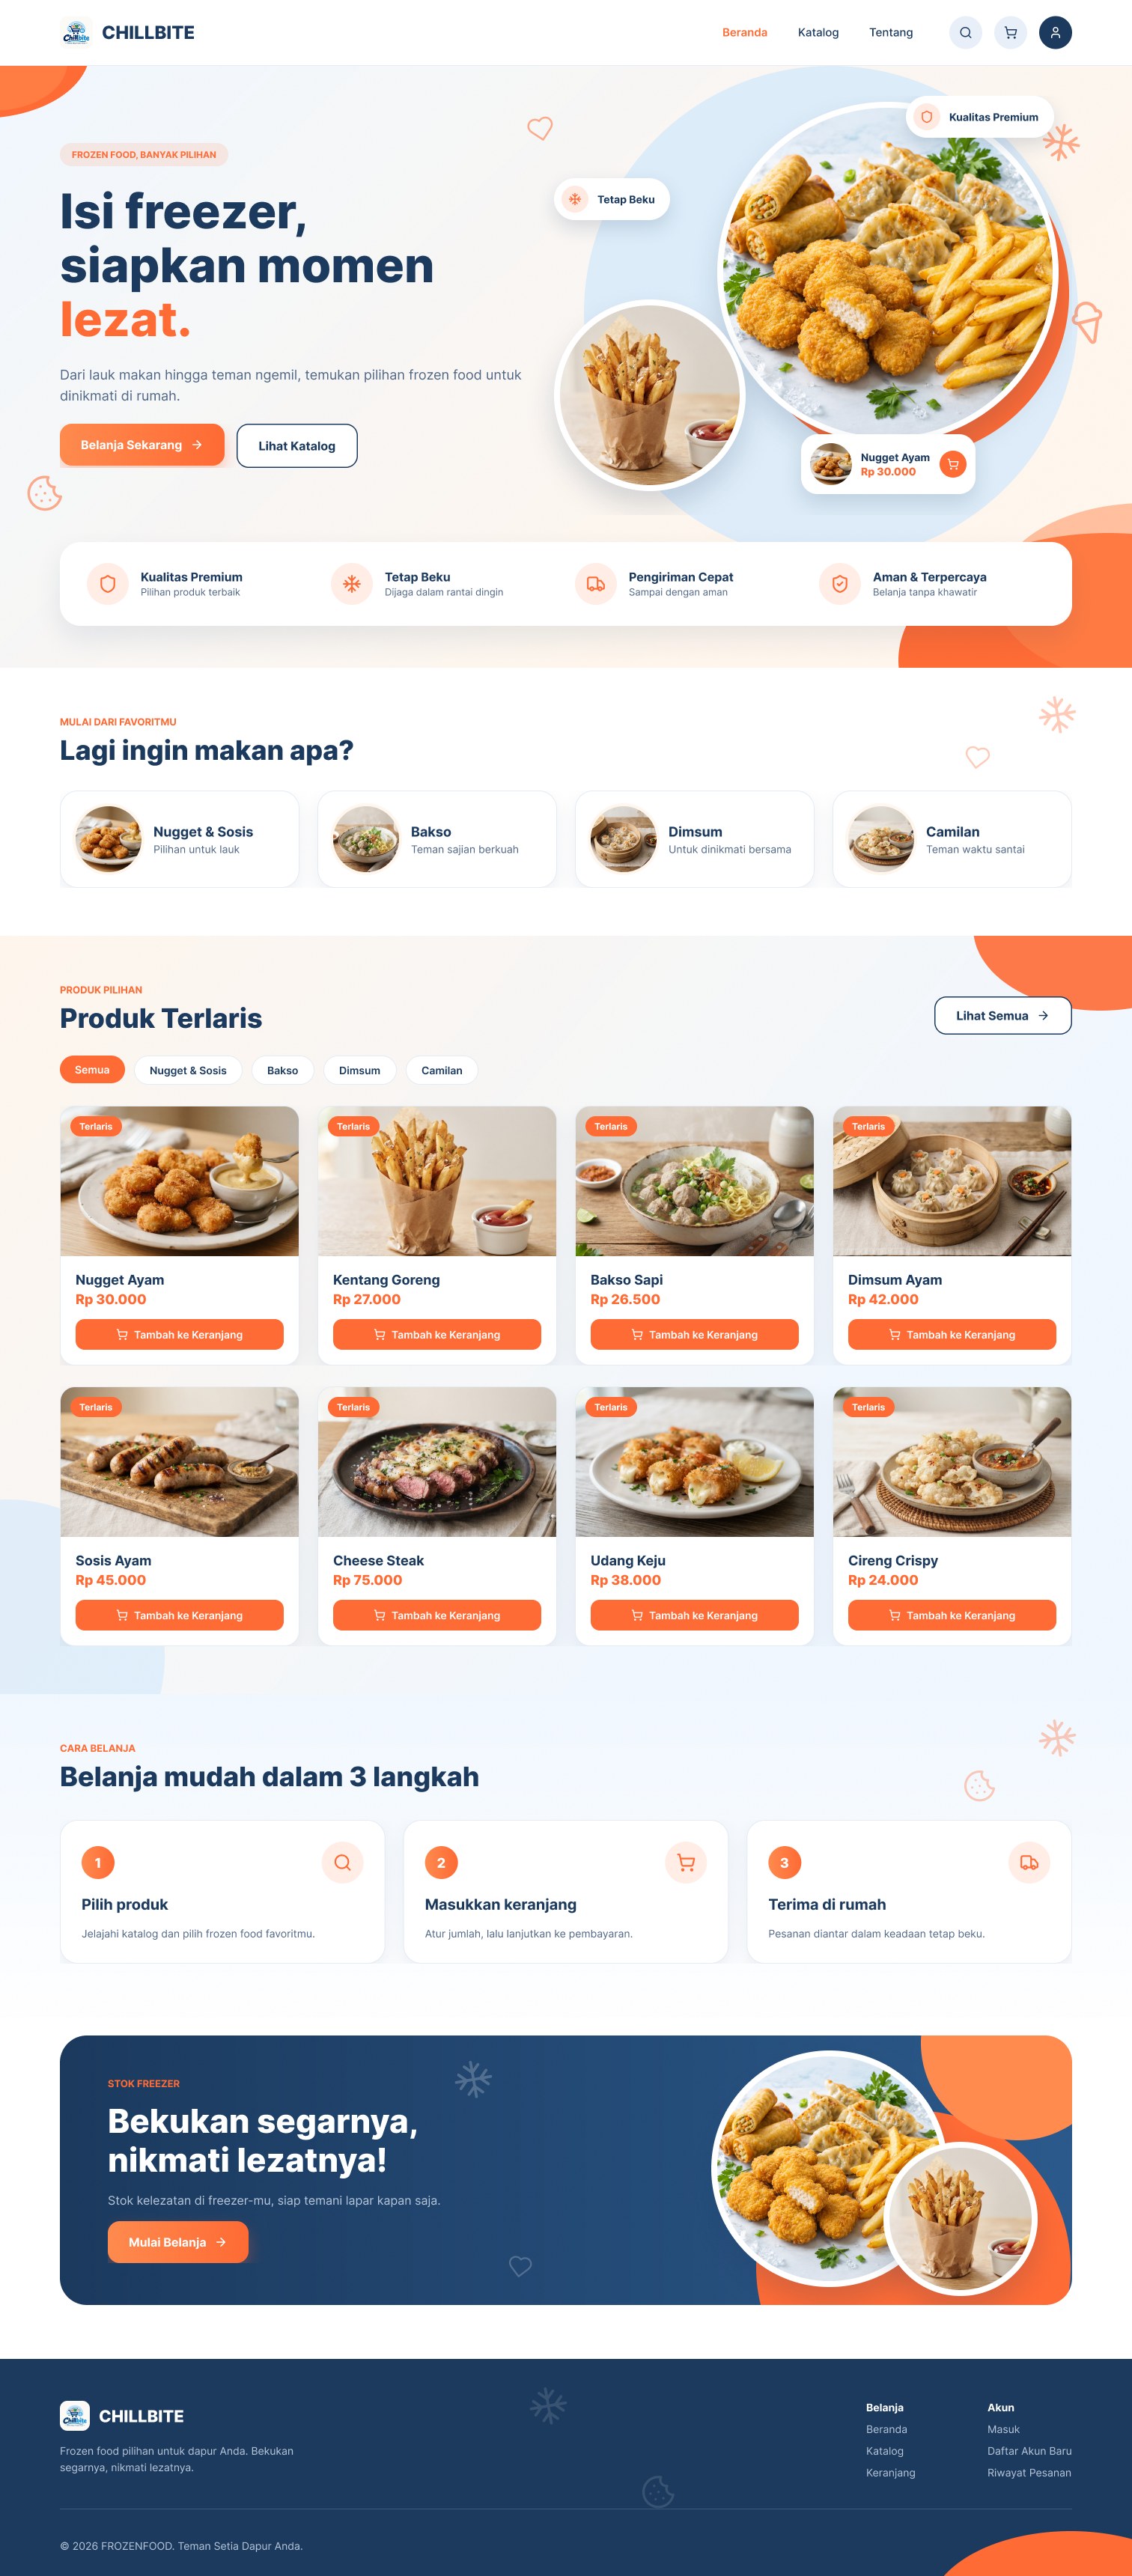 Chillbite
CHILLBITE
Beranda
Katalog
Tentang
FROZEN FOOD, BANYAK PILIHAN
Isi freezer,
siapkan momen
lezat.
Dari lauk makan hingga teman ngemil, temukan pilihan frozen food untuk
dinikmati di rumah.
Belanja Sekarang
Lihat Katalog
Kualitas Premium
Tetap Beku
Nugget Ayam
Rp 30.000
Kualitas Premium
Pilihan produk terbaik
Tetap Beku
Dijaga dalam rantai dingin
Pengiriman Cepat
Sampai dengan aman
Aman & Terpercaya
Belanja tanpa khawatir
MULAI DARI FAVORITMU
Lagi ingin makan apa?
Nugget & Sosis
Pilihan untuk lauk
Bakso
Teman sajian berkuah
Dimsum
Untuk dinikmati bersama
Camilan
Teman waktu santai
PRODUK PILIHAN
Produk Terlaris
Lihat Semua
Semua
Nugget & Sosis
Bakso
Dimsum
Camilan
Terlaris
Nugget Ayam
Rp 30.000
Tambah ke Keranjang
Terlaris
Kentang Goreng
Rp 27.000
Tambah ke Keranjang
Terlaris
Bakso Sapi
Rp 26.500
Tambah ke Keranjang
Terlaris
Dimsum Ayam
Rp 42.000
Tambah ke Keranjang
Terlaris
Sosis Ayam
Rp 45.000
Tambah ke Keranjang
Terlaris
Cheese Steak
Rp 75.000
Tambah ke Keranjang
Terlaris
Udang Keju
Rp 38.000
Tambah ke Keranjang
Terlaris
Cireng Crispy
Rp 24.000
Tambah ke Keranjang
CARA BELANJA
Belanja mudah dalam 3 langkah
1
Pilih produk
Jelajahi katalog dan pilih frozen food favoritmu.
2
Masukkan keranjang
Atur jumlah, lalu lanjutkan ke pembayaran.
3
Terima di rumah
Pesanan diantar dalam keadaan tetap beku.
STOK FREEZER
Bekukan segarnya,
nikmati lezatnya!
Stok kelezatan di freezer-mu, siap temani lapar kapan saja.
Mulai Belanja
Chillbite
CHILLBITE
Frozen food pilihan untuk dapur Anda. Bekukan
segarnya, nikmati lezatnya.
Belanja
Beranda
Katalog
Keranjang
Akun
Masuk
Daftar Akun Baru
Riwayat Pesanan
© 2026 FROZENFOOD. Teman Setia Dapur Anda.